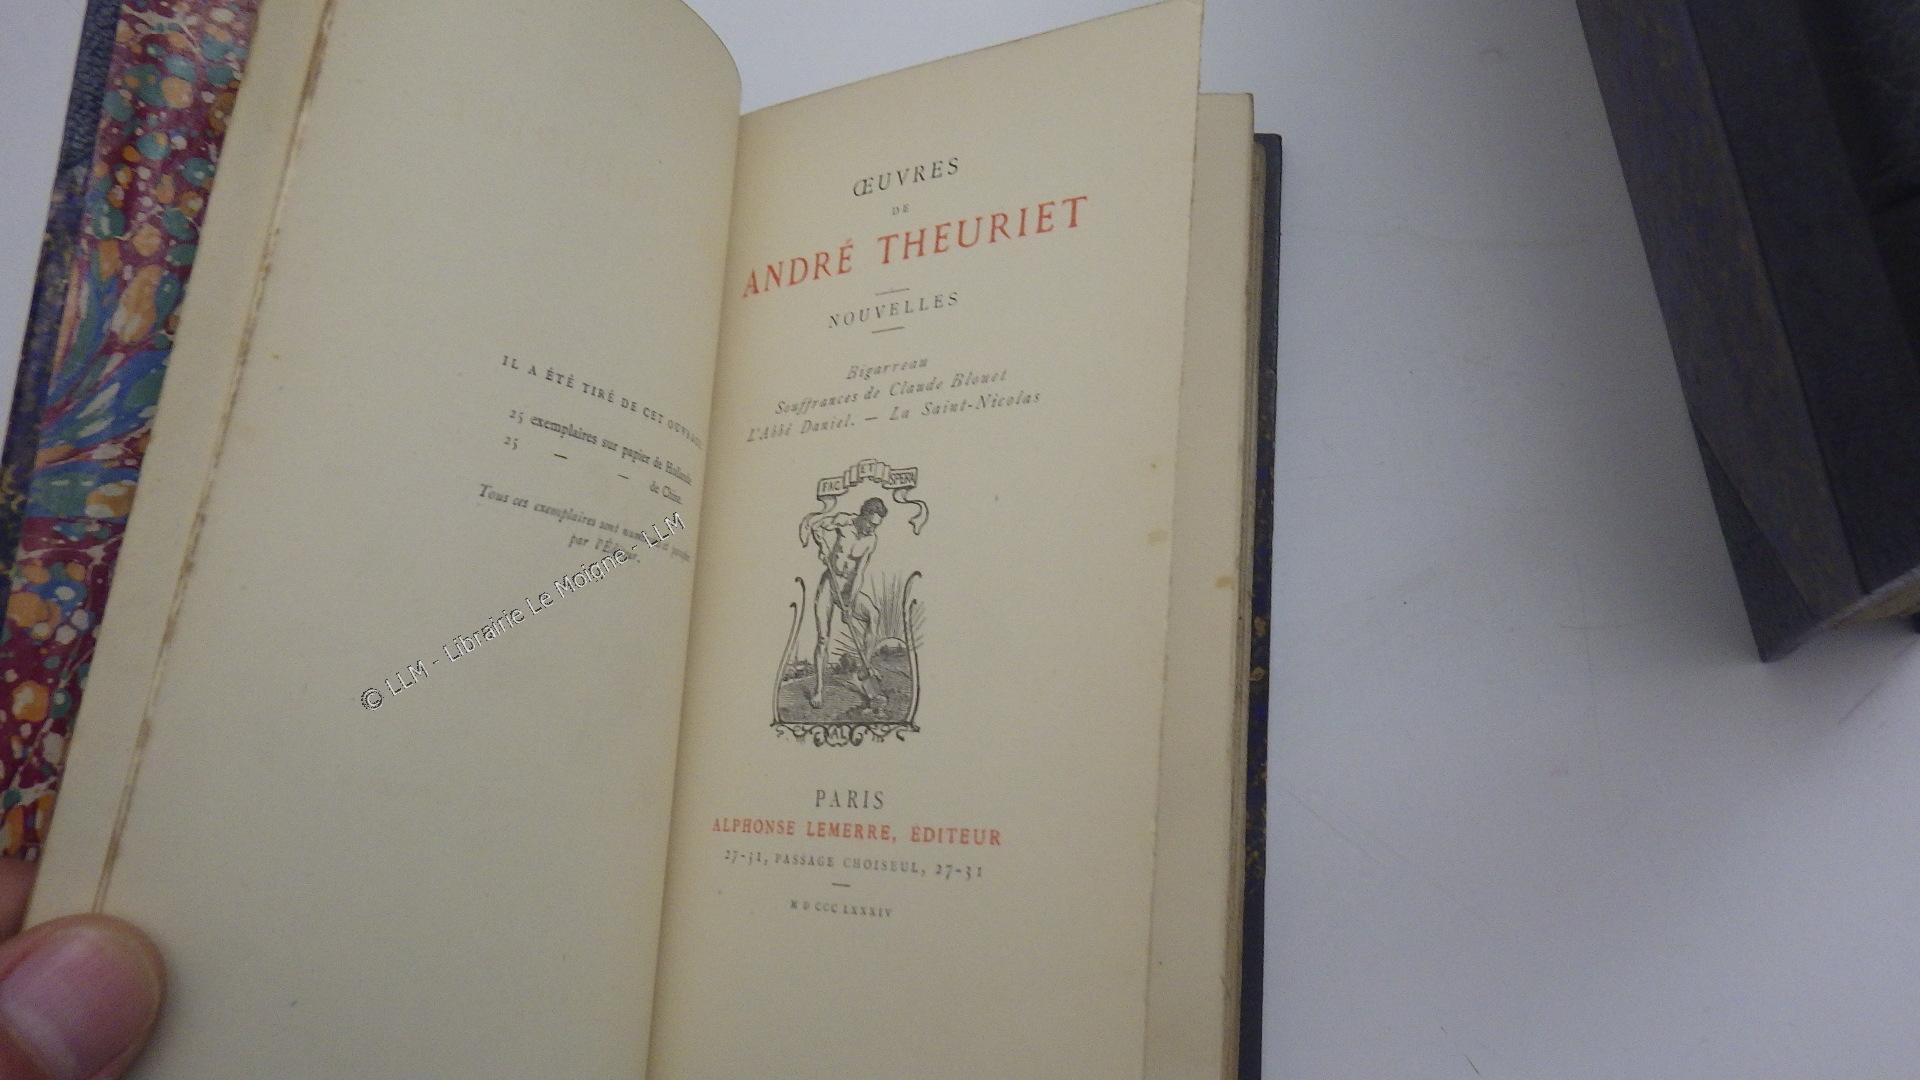 IL A ÉTÉ TIRÉ DE CET OUVRAGE
25 exemplaires sur papier de Hollande.
25 — — de Chine.
Tous ces exemplaires sont
par l'Éditeur.
© LLM - Librairie Le Moigne - LLM
ŒUVRES
DE
ANDRÉ THEURIET
NOUVELLES
Bigarreau
Souffrances de Claude Blouet
L'Abbé Daniel. — La Saint-Nicolas
FAC ET SPERA
AL
PARIS
ALPHONSE LEMERRE, ÉDITEUR
27-31, PASSAGE CHOISEUL, 27-31
M D CCC LXXXIV